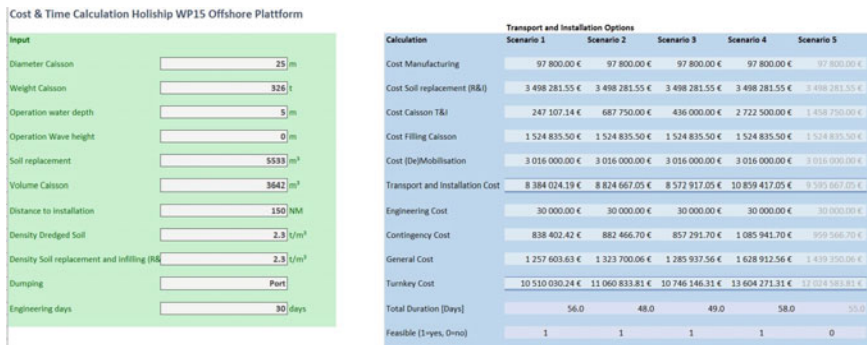 Cost & Time Calculation Holiship WP15 Offshore Plattform
Transport and Installation Options
Input
Diameter Caisson 25 m
Weight Caisson 326 t
Operation water depth 5 m
Operation Wave height 0 m
Soil replacement 5533 m³
Volume Caisson 3642 m³
Distance to installation 150 NM
Density Dredged Soil 2.3 t/m³
Density Soil replacement and Infilling (R& 2.3 t/m³
Dumping Port
Engineering days 30 days
Calculation Scenario 1 Scenario 2 Scenario 3 Scenario 4 Scenario 5
Cost Manufacturing 97 800.00 € 97 800.00 € 97 800.00 € 97 800.00 € 97 800.00 €
Cost Soil replacement (R&I) 3 498 281.55 € 3 498 281.55 € 3 498 281.55 € 3 498 281.55 € 3 498 281.55 €
Cost Caisson T&I 247 107.14 € 687 750.00 € 436 000.00 € 2 722 500.00 € 1 458 750.00 €
Cost Filling Caisson 1 524 835.50 € 1 524 835.50 € 1 524 835.50 € 1 524 835.50 € 1 524 835.50 €
Cost (De)Mobilisation 3 016 000.00 € 3 016 000.00 € 3 016 000.00 € 3 016 000.00 € 3 016 000.00 €
Transport and Installation Cost 8 384 024.19 € 8 824 667.05 € 8 572 917.05 € 10 859 417.05 € 9 595 667.05 €
Engineering Cost 30 000.00 € 30 000.00 € 30 000.00 € 30 000.00 € 30 000.00 €
Contingency Cost 838 402.42 € 882 466.70 € 857 291.70 € 1 085 941.70 € 959 566.70 €
General Cost 1 257 603.63 € 1 323 700.06 € 1 285 937.56 € 1 628 912.56 € 1 439 350.06 €
Turnkey Cost 10 510 030.24 € 11 060 833.81 € 10 746 146.31 € 13 604 271.31 € 12 024 583.81 €
Total Duration [Days] 56.0 48.0 49.0 58.0 55.0
Feasible (1=yes, 0=no) 1 1 1 1 0